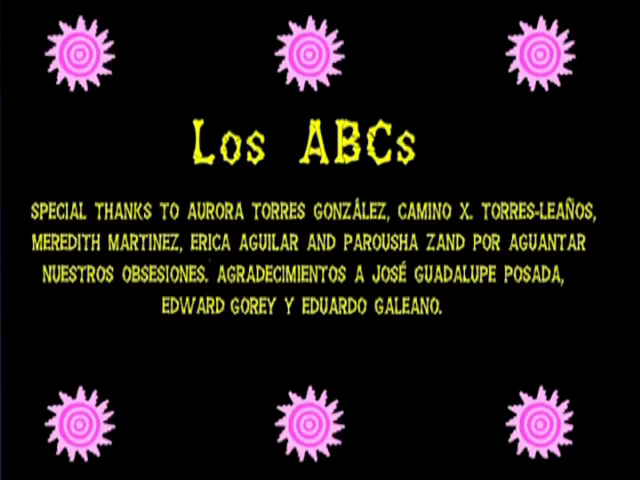 Los ABCs
SPECIAL THANKS TO AURORA TORRES GONZÁLEZ, CAMINO X. TORRES-LEAÑOS,
MEREDITH MARTINEZ, ERICA AGUILAR AND PAROUSHA ZAND POR AGUANTAR
NUESTROS OBSESIONES. AGRADECIMIENTOS A JOSÉ GUADALUPE POSADA,
EDWARD GOREY Y EDUARDO GALEANO.